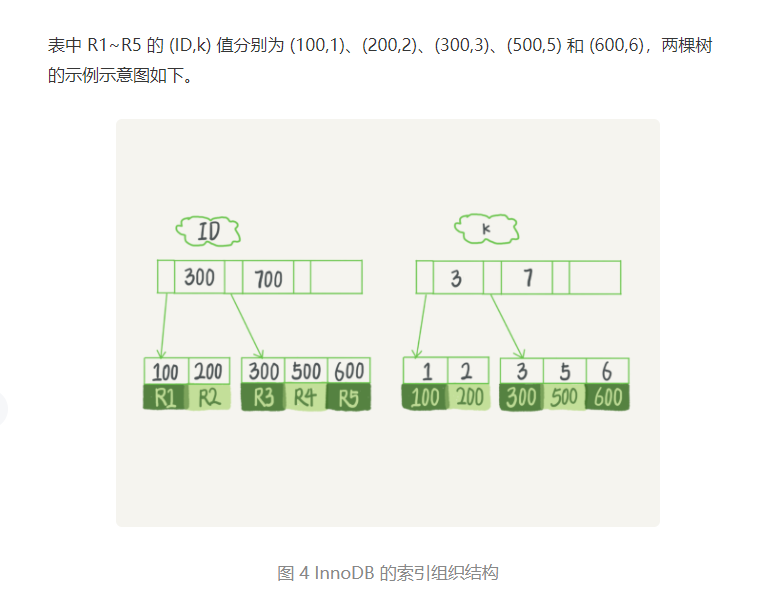 表中 R1~R5 的 (ID,k) 值分别为 (100,1)、(200,2)、(300,3)、(500,5) 和 (600,6)，两棵树
的示例示意图如下。
ID
k
300 700
3 7
100 200 300 500 600
R1 R2 R3 R4 R5
1 2 3 5 6
100 200 300 500 600
图 4 InnoDB 的索引组织结构